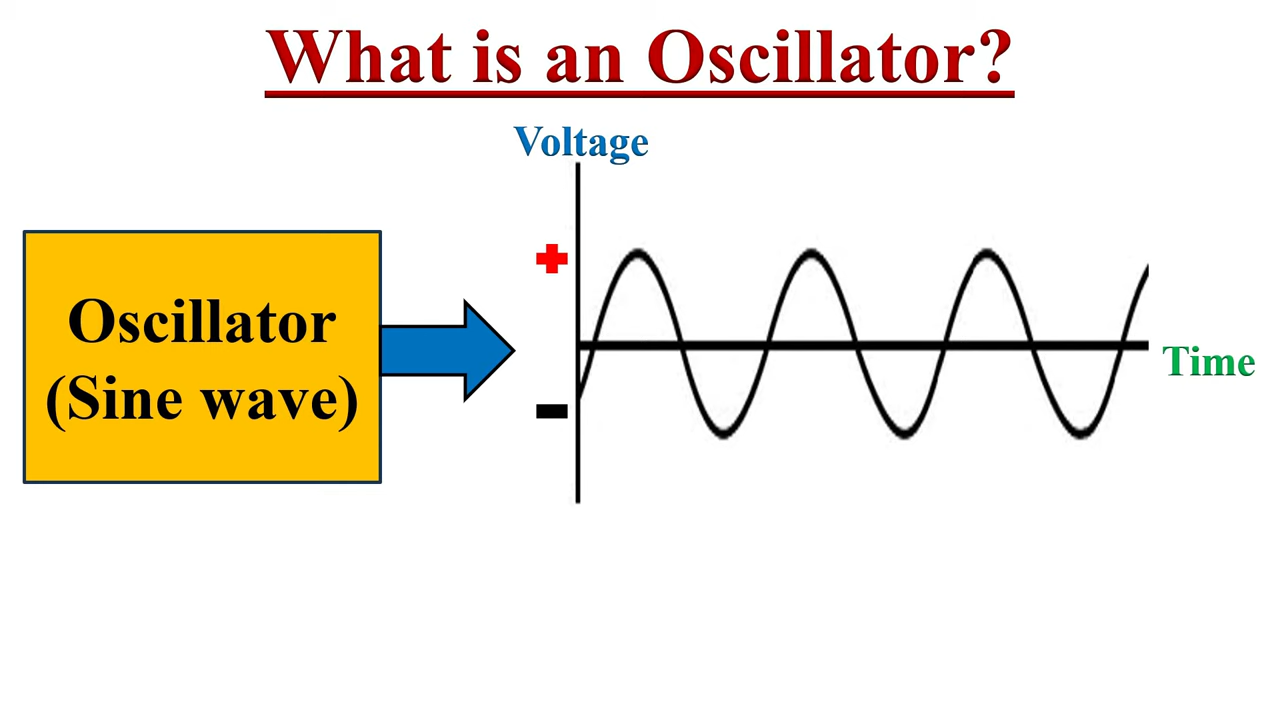 What is an Oscillator?
Voltage
+
Oscillator
(Sine wave)
-
Time